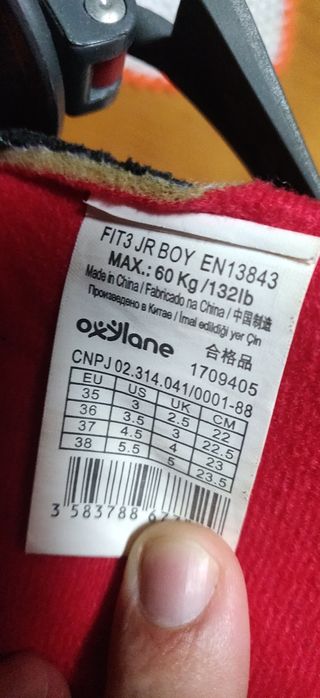 FIT3 JR BOY EN13843
MAX.: 60 Kg /132lb
Made in China / Fabricado na China / 中国制造
Произведено в Китае / Imal edildiği yer Çin
oxylane 合格品
1709405
CNPJ 02.314.041/0001-88
EU US UK CM
35 3 2.5 22
36 3.5 3 22.5
37 4.5 4 23
38 5.5 5 23.5
3 583788